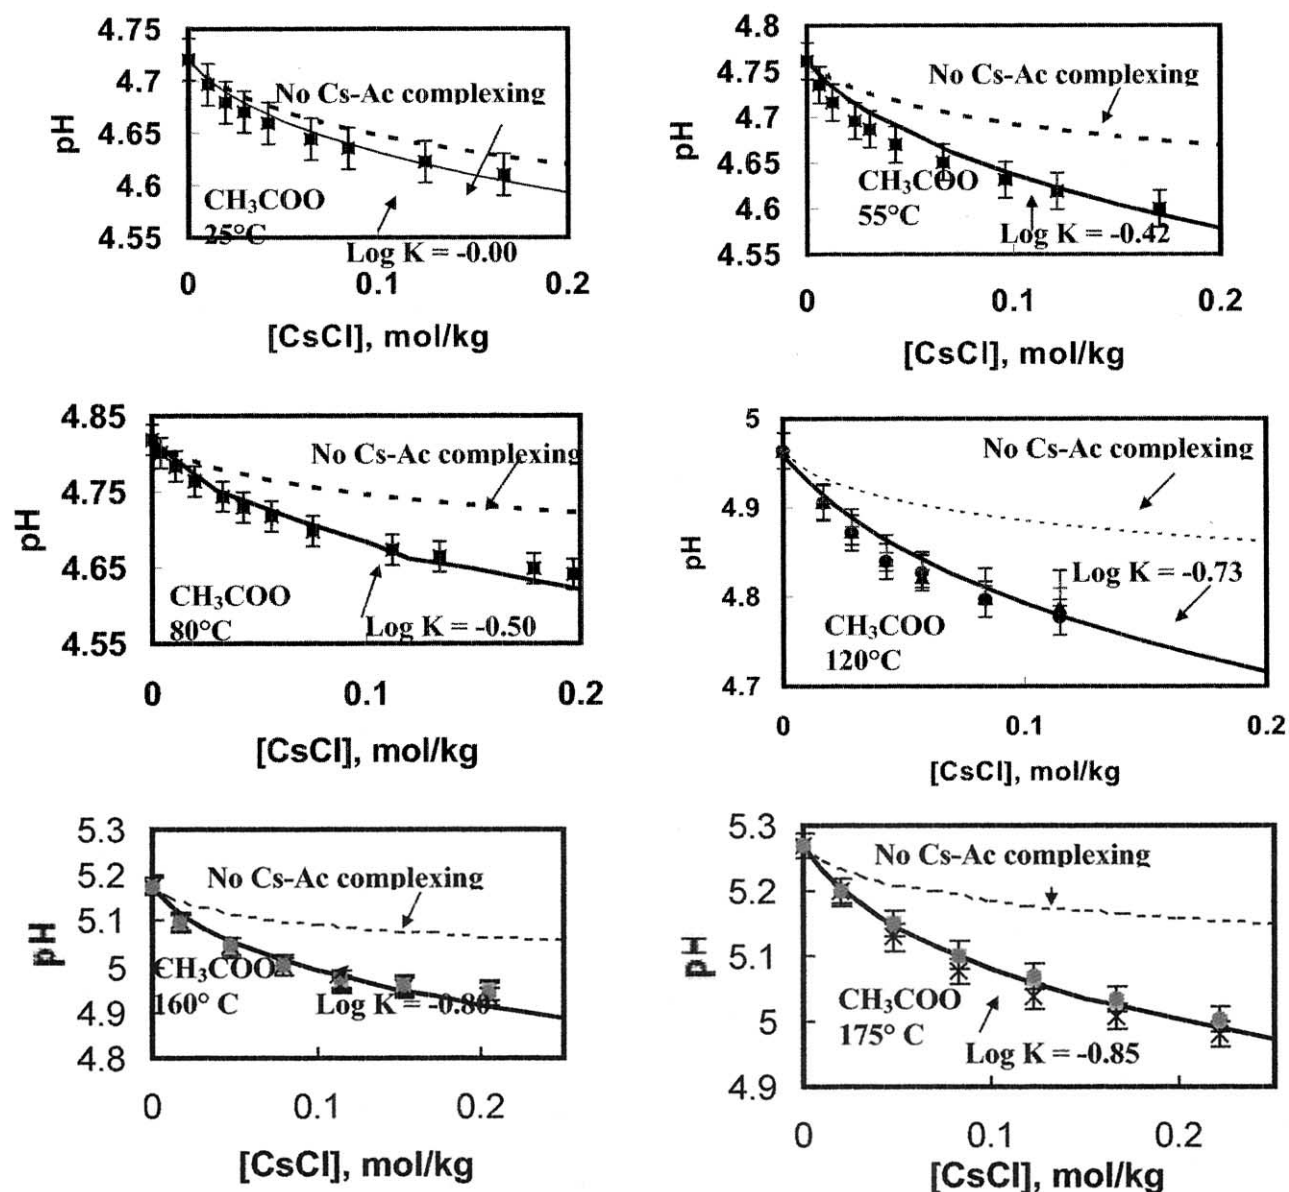 4.75
4.7
4.65
4.6
4.55
pH
No Cs-Ac complexing
CH₃COO
25°C
Log K = -0.00
0
0.1
0.2
[CsCl], mol/kg
4.8
4.75
4.7
4.65
4.6
4.55
pH
No Cs-Ac complexing
CH₃COO
55°C
Log K = -0.42
0
0.1
0.2
[CsCl], mol/kg
4.85
4.75
4.65
4.55
pH
No Cs-Ac complexing
CH₃COO
80°C
Log K = -0.50
0
0.1
0.2
[CsCl], mol/kg
5
4.9
4.8
4.7
pH
No Cs-Ac complexing
Log K = -0.73
CH₃COO
120°C
0
0.1
0.2
[CsCl], mol/kg
5.3
5.2
5.1
5
4.9
4.8
pH
No Cs-Ac complexing
CH₃COO
160° C
Log K = -0.80
0
0.1
0.2
[CsCl], mol/kg
5.3
5.2
5.1
5
4.9
pH
No Cs-Ac complexing
CH₃COO
175° C
Log K = -0.85
0
0.1
0.2
[CsCl], mol/kg